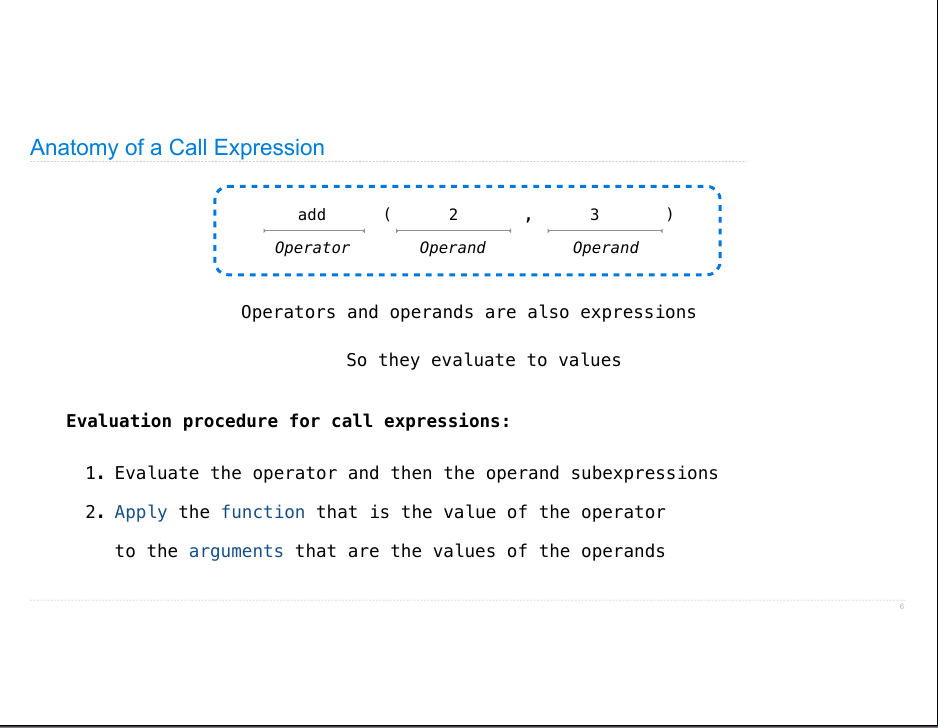 Anatomy of a Call Expression
add ( 2 , 3 )
Operator Operand Operand
Operators and operands are also expressions
So they evaluate to values
Evaluation procedure for call expressions:
1. Evaluate the operator and then the operand subexpressions
2. Apply the function that is the value of the operator
to the arguments that are the values of the operands
6